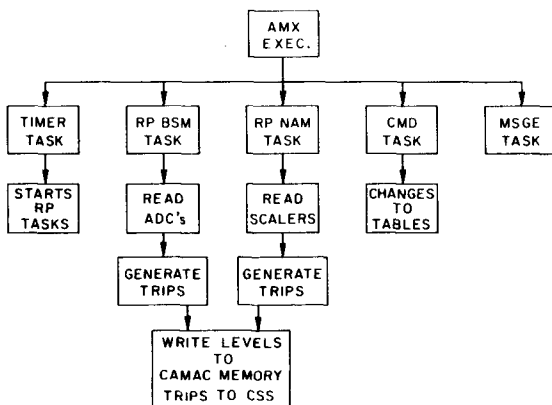 AMX
EXEC.
TIMER
TASK
RP BSM
TASK
RP NAM
TASK
CMD
TASK
MSGE
TASK
STARTS
RP
TASKS
READ
ADC's
READ
SCALERS
CHANGES
TO
TABLES
GENERATE
TRIPS
GENERATE
TRIPS
WRITE LEVELS
TO
CAMAC MEMORY
TRIPS TO CSS